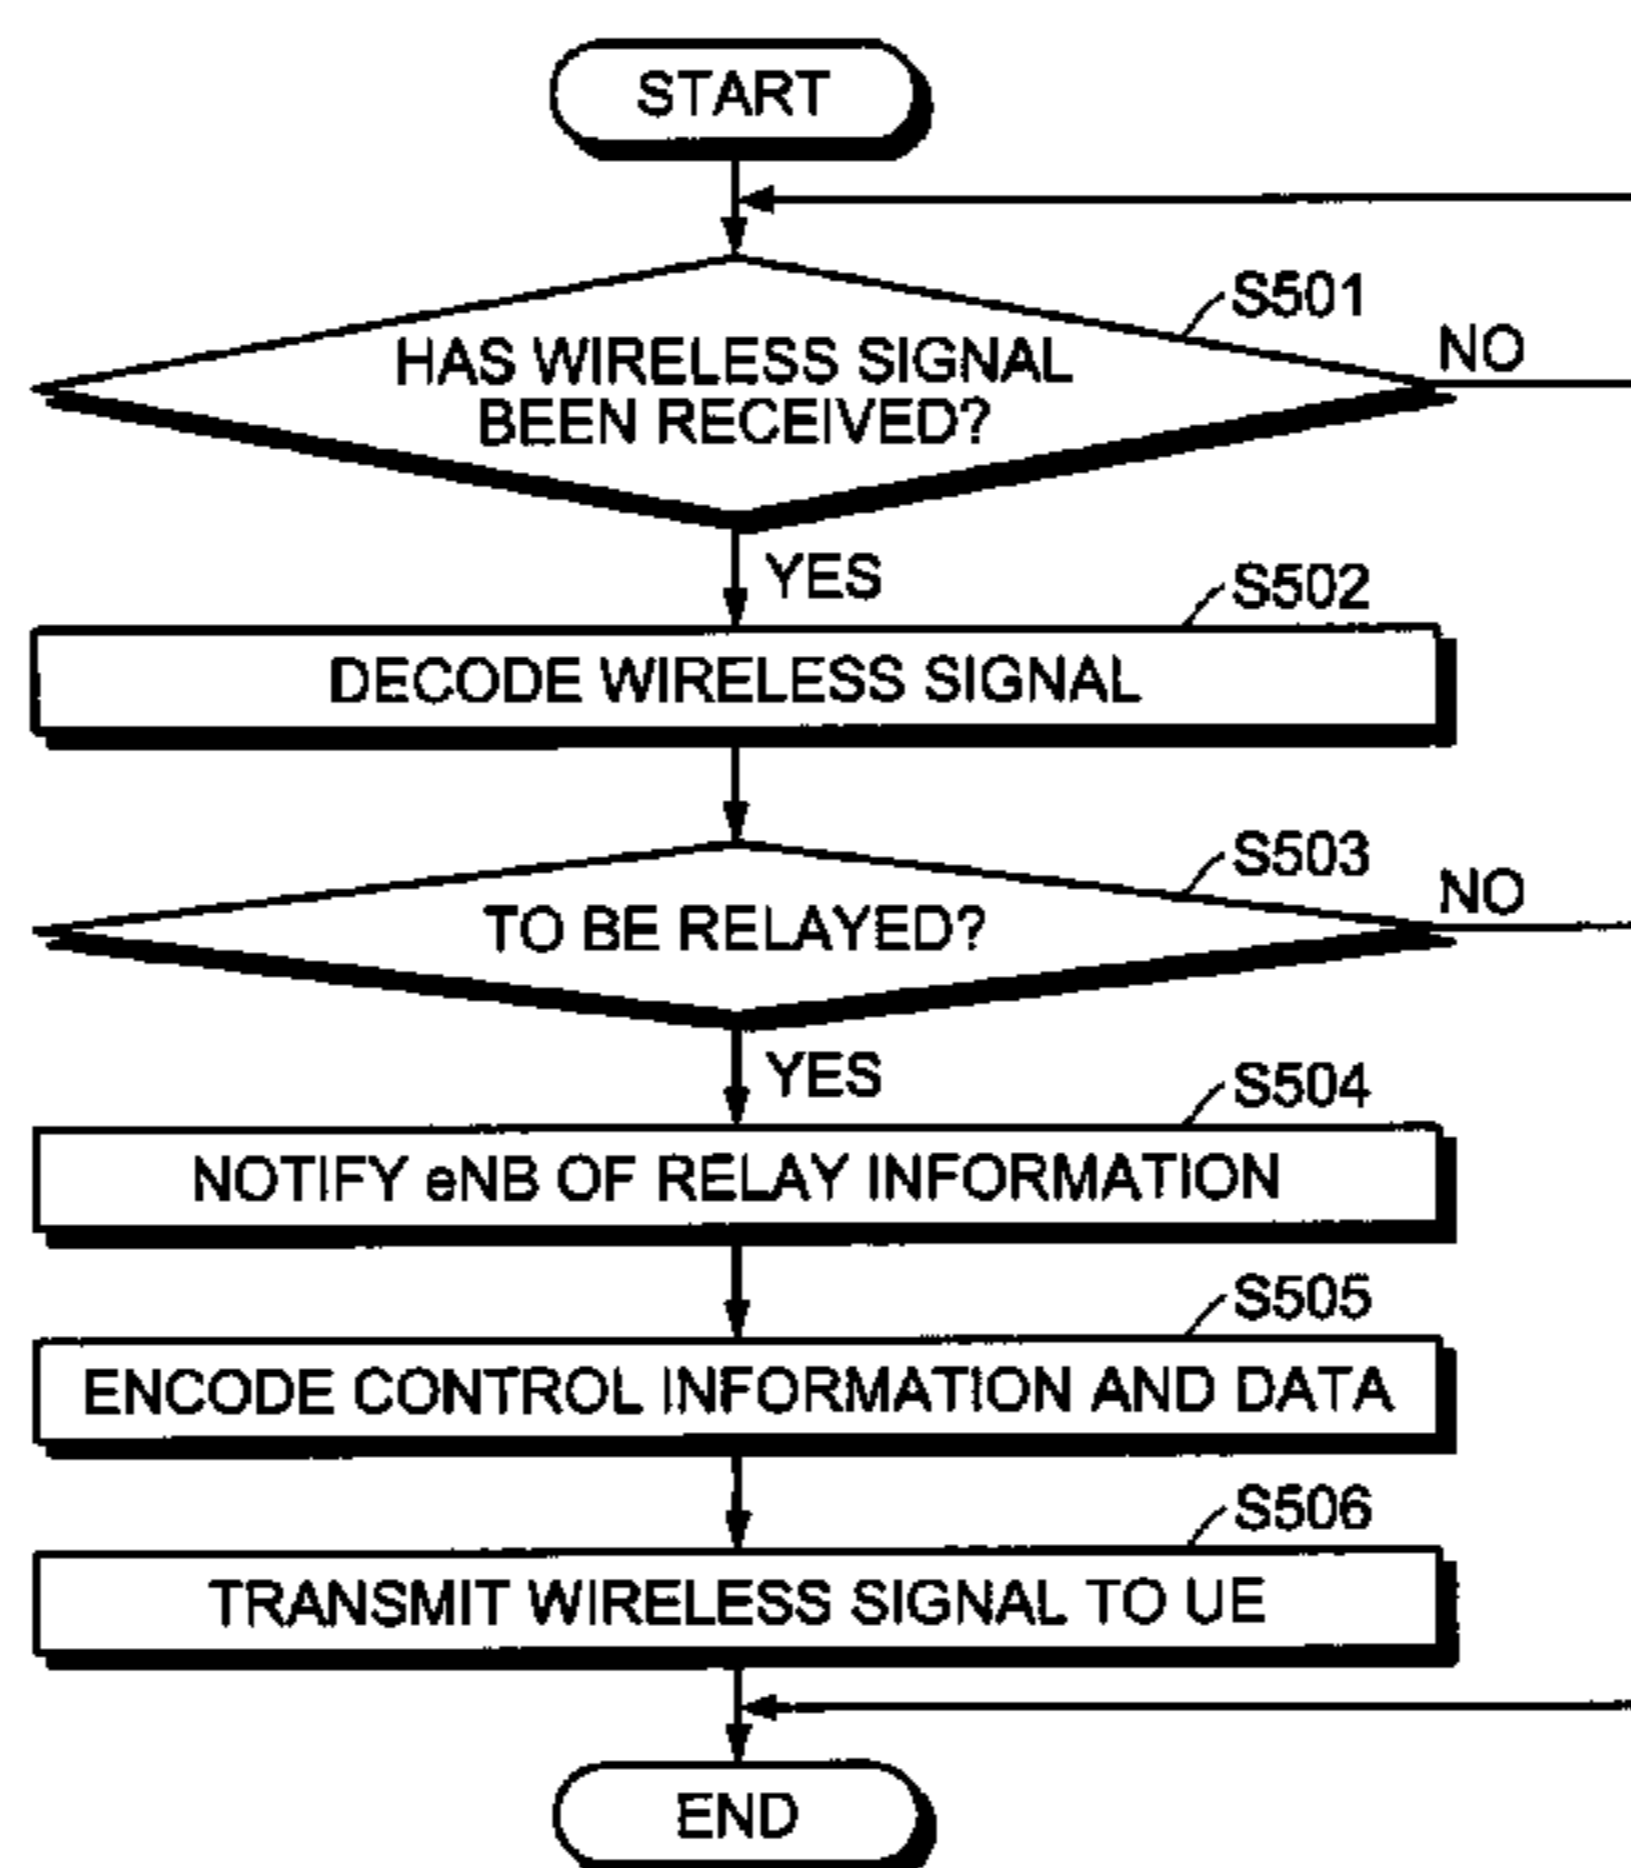 START
S501
HAS WIRELESS SIGNAL
BEEN RECEIVED?
NO
YES
S502
DECODE WIRELESS SIGNAL
S503
TO BE RELAYED?
NO
YES
S504
NOTIFY eNB OF RELAY INFORMATION
S505
ENCODE CONTROL INFORMATION AND DATA
S506
TRANSMIT WIRELESS SIGNAL TO UE
END